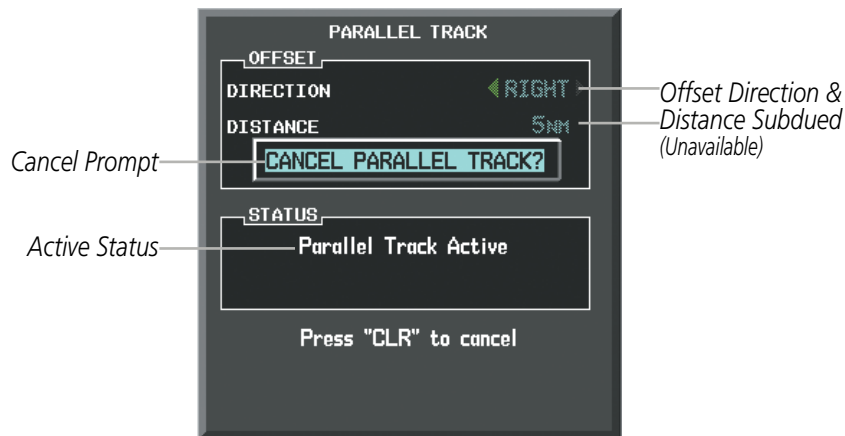 PARALLEL TRACK
OFFSET
DIRECTION RIGHT
DISTANCE 5NM
CANCEL PARALLEL TRACK?
STATUS
Parallel Track Active
Press "CLR" to cancel
Cancel Prompt
Active Status
Offset Direction &
Distance Subdued
(Unavailable)